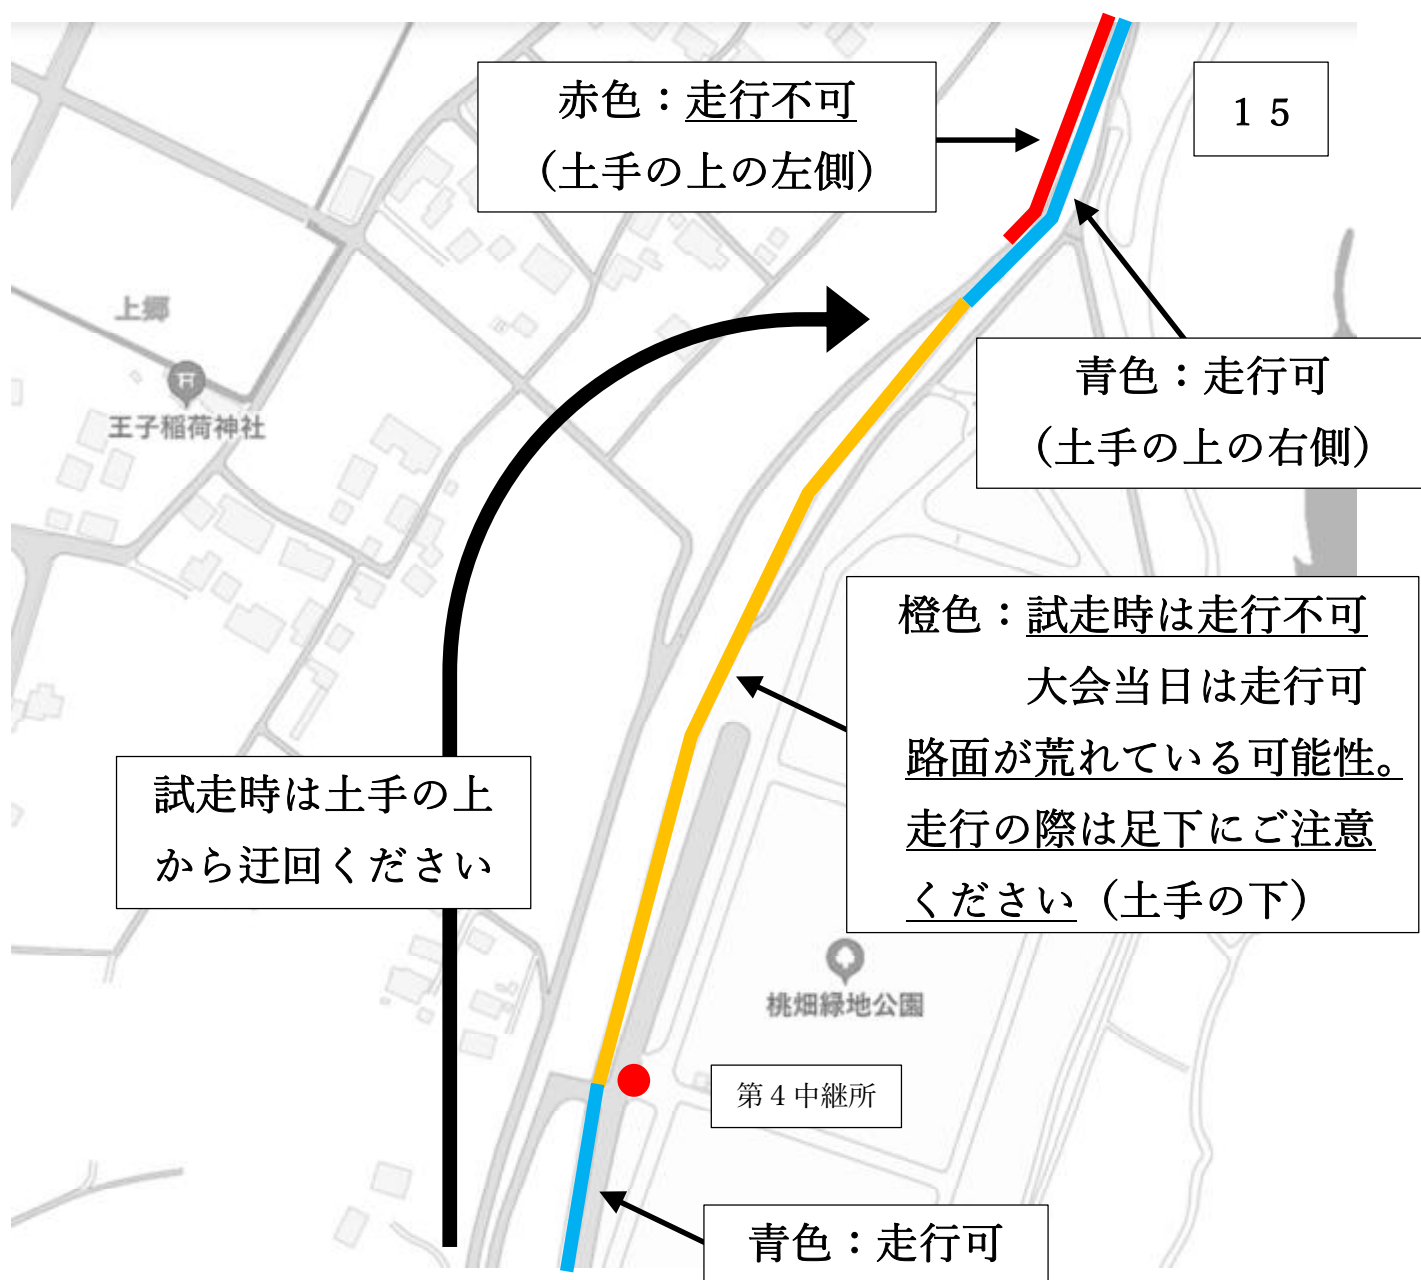 赤色：走行不可
（土手の上の左側）
１５
上郷
王子稲荷神社
青色：走行可
（土手の上の右側）
橙色：試走時は走行不可
大会当日は走行可
路面が荒れている可能性。
走行の際は足下にご注意
ください（土手の下）
試走時は土手の上
から迂回ください
桃畑緑地公園
第４中継所
青色：走行可